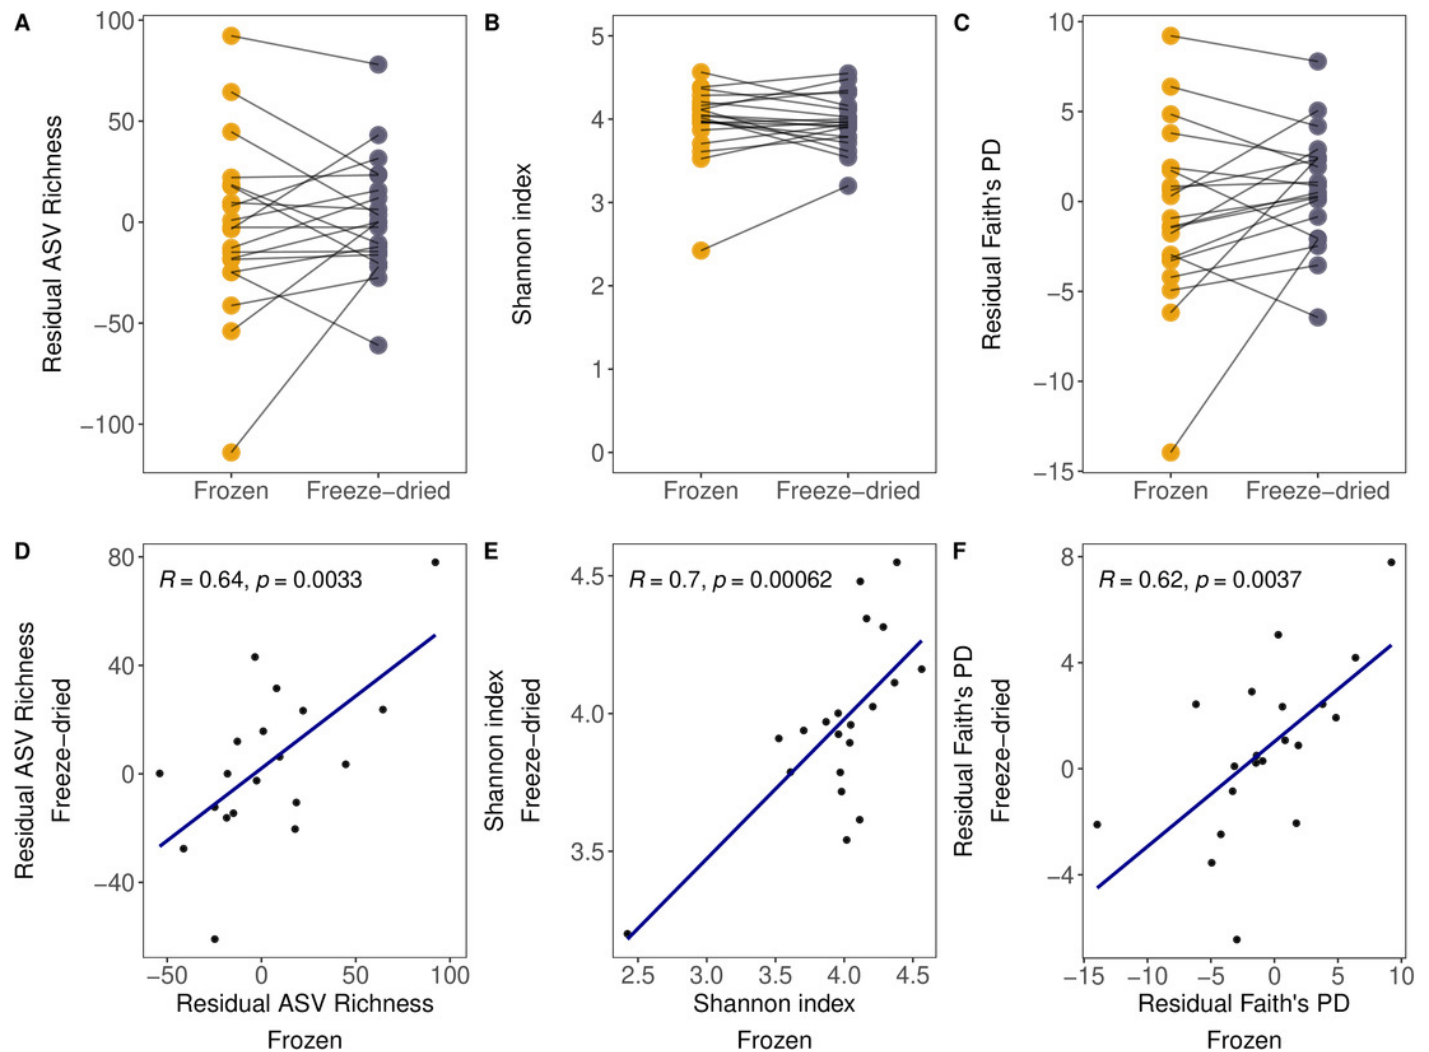 A
Residual ASV Richness
100
50
0
−50
−100
Frozen
Freeze−dried
B
Shannon index
5
4
3
2
1
0
Frozen
Freeze−dried
C
Residual Faith's PD
10
5
0
−5
−10
−15
Frozen
Freeze−dried
D
Residual ASV Richness
Freeze−dried
80
40
0
−40
R = 0.64, p = 0.0033
−50
0
50
100
Residual ASV Richness
Frozen
E
Shannon index
Freeze−dried
4.5
4.0
3.5
R = 0.7, p = 0.00062
2.5
3.0
3.5
4.0
4.5
Shannon index
Frozen
F
Residual Faith's PD
Freeze−dried
8
4
0
−4
R = 0.62, p = 0.0037
−15
−10
−5
0
5
10
Residual Faith's PD
Frozen